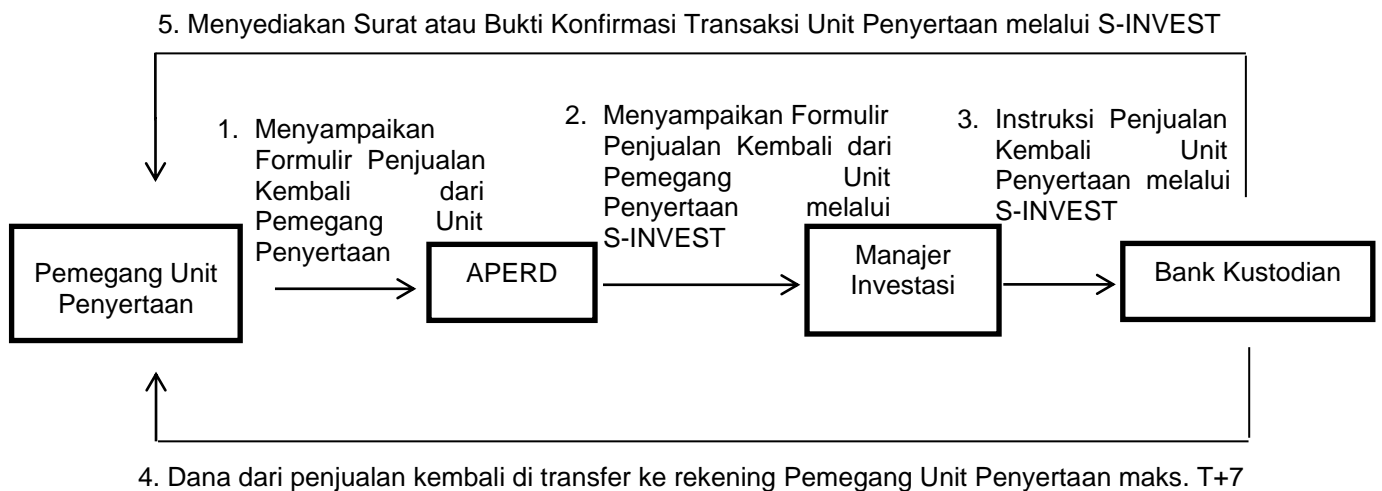 5. Menyediakan Surat atau Bukti Konfirmasi Transaksi Unit Penyertaan melalui S-INVEST
1. Menyampaikan
Formulir Penjualan
Kembali dari
Pemegang Unit
Penyertaan
2. Menyampaikan Formulir
Penjualan Kembali dari
Pemegang Unit
Penyertaan melalui
S-INVEST
3. Instruksi Penjualan
Kembali Unit
Penyertaan melalui
S-INVEST
Pemegang Unit
Penyertaan
APERD
Manajer
Investasi
Bank Kustodian
4. Dana dari penjualan kembali di transfer ke rekening Pemegang Unit Penyertaan maks. T+7